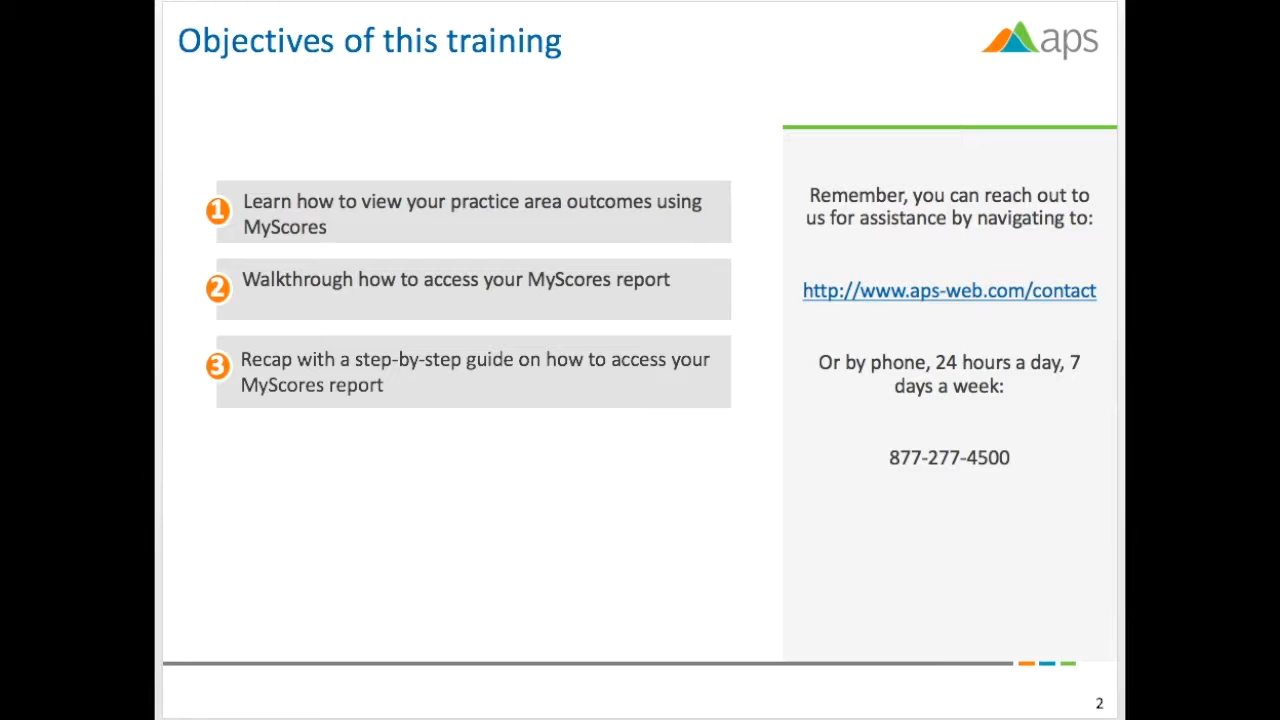 Objectives of this training
aps
1 Learn how to view your practice area outcomes using
MyScores
2 Walkthrough how to access your MyScores report
3 Recap with a step-by-step guide on how to access your
MyScores report
Remember, you can reach out to
us for assistance by navigating to:
http://www.aps-web.com/contact
Or by phone, 24 hours a day, 7
days a week:
877-277-4500
2